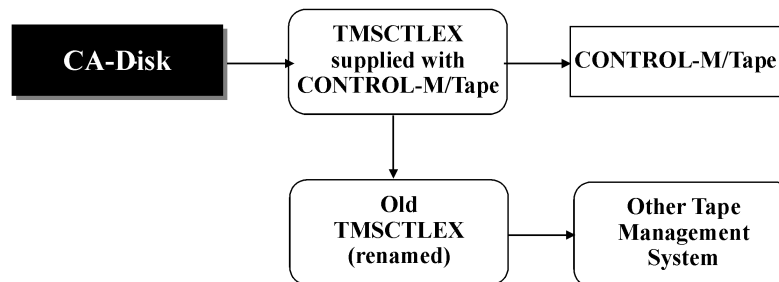 CA-Disk
TMSCTLEX
supplied with
CONTROL-M/Tape
CONTROL-M/Tape
Old
TMSCTLEX
(renamed)
Other Tape
Management
System